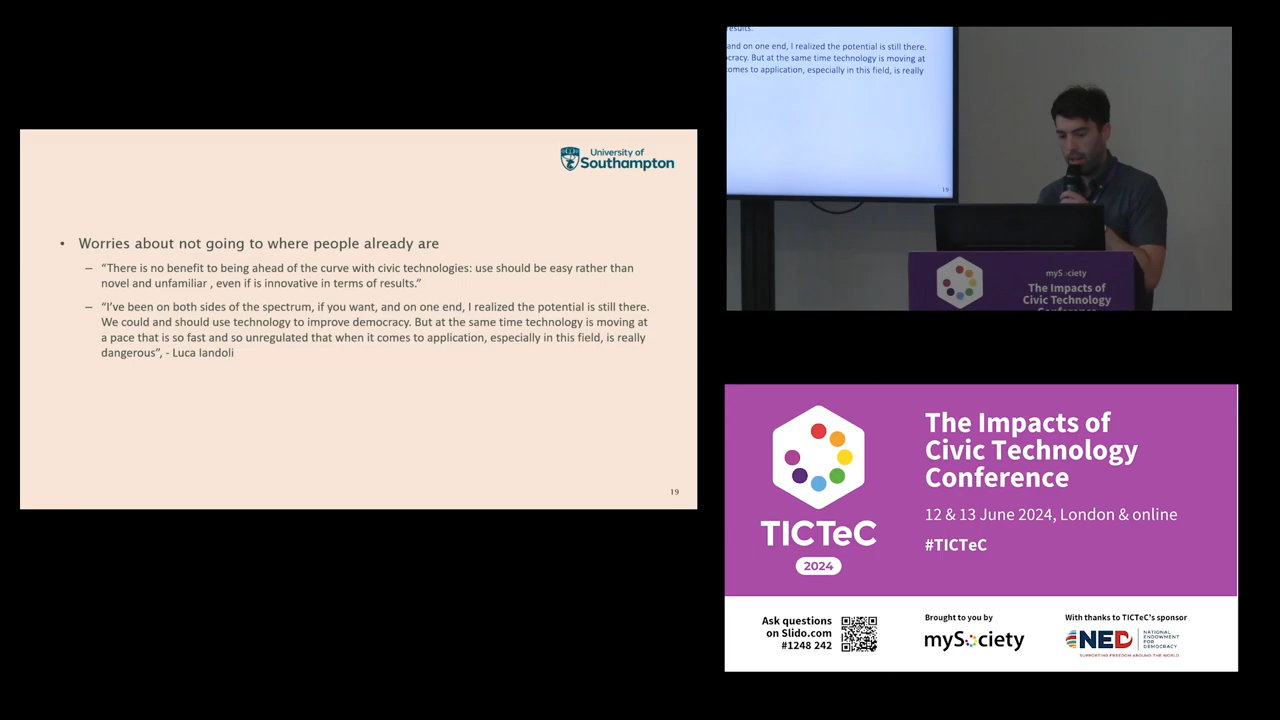 University of
Southampton
• Worries about not going to where people already are
– “There is no benefit to being ahead of the curve with civic technologies: use should be easy rather than
novel and unfamiliar , even if is innovative in terms of results.”
– “I’ve been on both sides of the spectrum, if you want, and on one end, I realized the potential is still there.
We could and should use technology to improve democracy. But at the same time technology is moving at
a pace that is so fast and so unregulated that when it comes to application, especially in this field, is really
dangerous”, - Luca Iandoli
19
results.
and on one end, I realized the potential is still there.
cracy. But at the same time technology is moving at
omes to application, especially in this field, is really
19
mySociety
The Impacts of
Civic Technology
Conference
TICTeC
2024
The Impacts of
Civic Technology
Conference
12 & 13 June 2024, London & online
#TICTeC
Ask questions
on Slido.com
#1248 242
Brought to you by
mySociety
With thanks to TICTeC’s sponsor
NED
NATIONAL
ENDOWMENT
FOR
DEMOCRACY
SUPPORTING FREEDOM AROUND THE WORLD